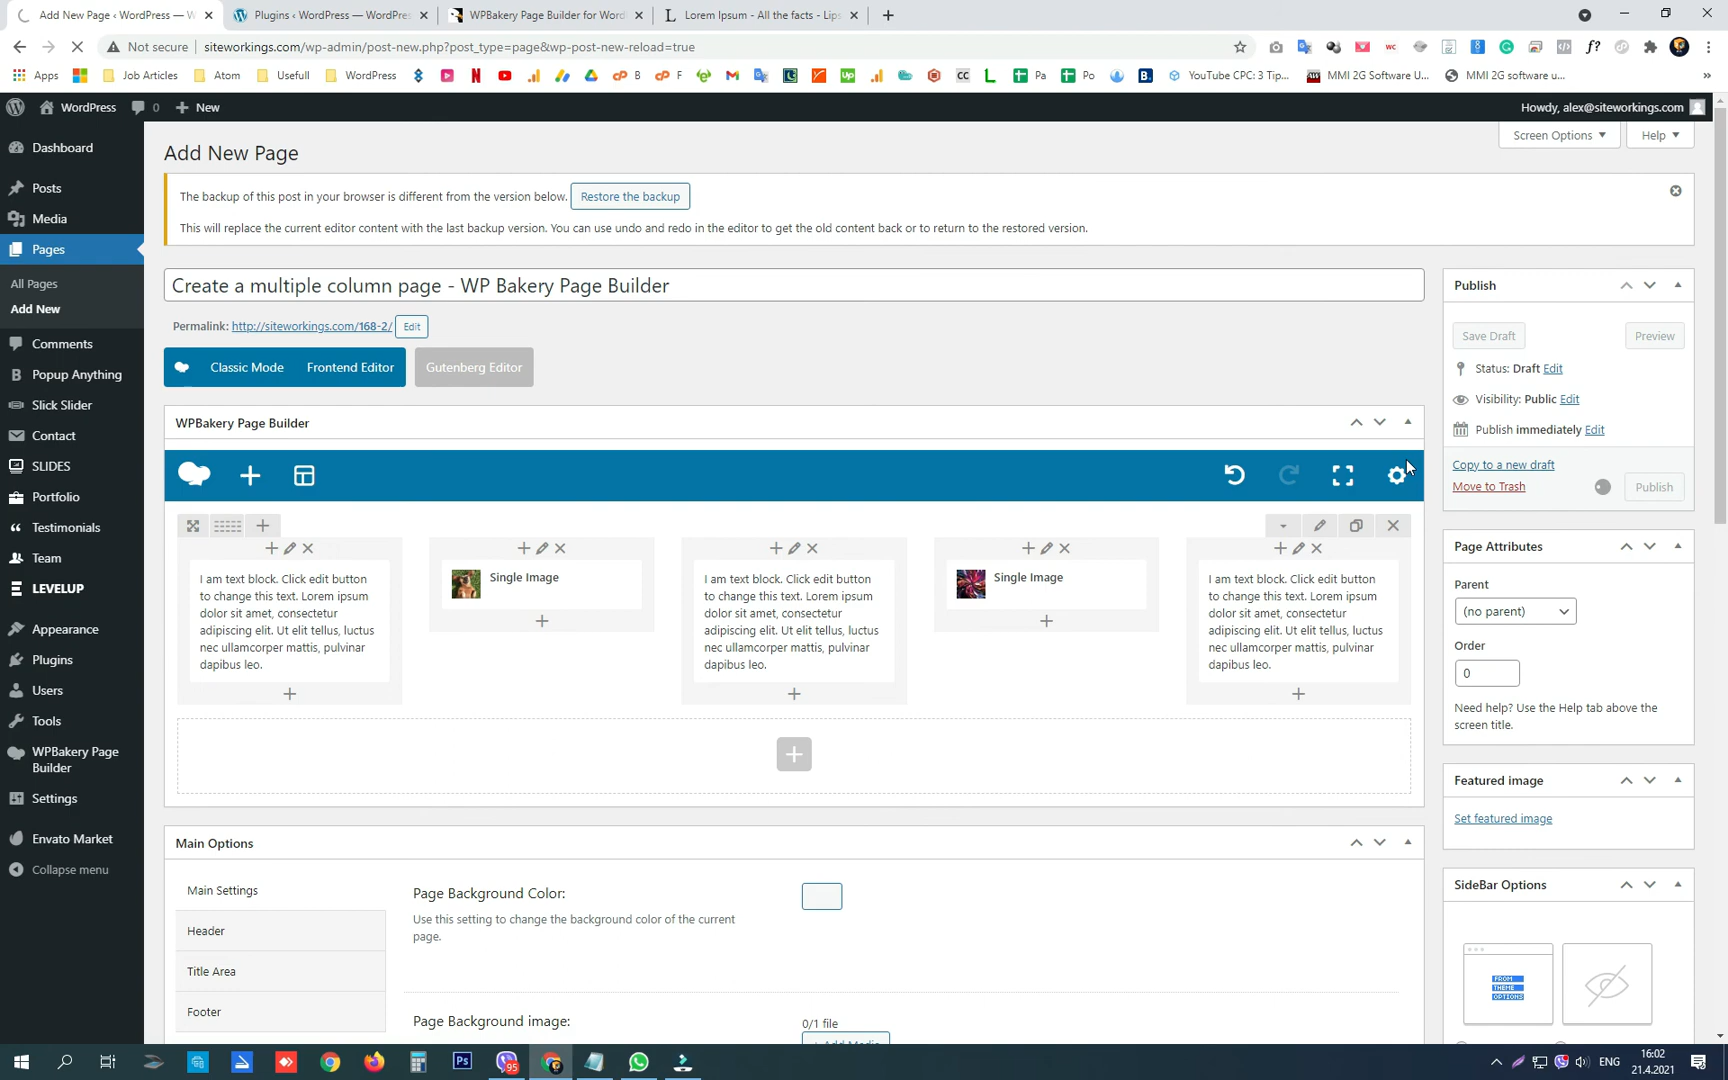 Add New Page ‹ WordPress — W
Plugins ‹ WordPress — WordPres
WPBakery Page Builder for Word
Lorem Ipsum - All the facts - Lips
Not secure
siteworkings.com/wp-admin/post-new.php?post_type=page&wp-post-new-reload=true
Apps
Job Articles
Atom
Usefull
WordPress
B
F
Pa
Po
YouTube CPC: 3 Tip...
MMI 2G Software U...
MMI 2G software u...
WordPress
0
New
Howdy, alex@siteworkings.com
Screen Options
Help
Dashboard
Posts
Media
Pages
All Pages
Add New
Comments
Popup Anything
Slick Slider
Contact
SLIDES
Portfolio
Testimonials
Team
LEVELUP
Appearance
Plugins
Users
Tools
WPBakery Page
Builder
Settings
Envato Market
Collapse menu
Add New Page
The backup of this post in your browser is different from the version below.
Restore the backup
This will replace the current editor content with the last backup version. You can use undo and redo in the editor to get the old content back or to return to the restored version.
Create a multiple column page - WP Bakery Page Builder
Permalink: http://siteworkings.com/168-2/
Edit
Classic Mode
Frontend Editor
Gutenberg Editor
WPBakery Page Builder
I am text block. Click edit button
to change this text. Lorem ipsum
dolor sit amet, consectetur
adipiscing elit. Ut elit tellus, luctus
nec ullamcorper mattis, pulvinar
dapibus leo.
Single Image
I am text block. Click edit button
to change this text. Lorem ipsum
dolor sit amet, consectetur
adipiscing elit. Ut elit tellus, luctus
nec ullamcorper mattis, pulvinar
dapibus leo.
Single Image
I am text block. Click edit button
to change this text. Lorem ipsum
dolor sit amet, consectetur
adipiscing elit. Ut elit tellus, luctus
nec ullamcorper mattis, pulvinar
dapibus leo.
Main Options
Main Settings
Header
Title Area
Footer
Page Background Color:
Use this setting to change the background color of the current
page.
Page Background image:
0/1 file
+ Add Media
Publish
Save Draft
Preview
Status: Draft Edit
Visibility: Public Edit
Publish immediately Edit
Copy to a new draft
Move to Trash
Publish
Page Attributes
Parent
(no parent)
Order
0
Need help? Use the Help tab above the
screen title.
Featured image
Set featured image
SideBar Options
FROM
THEME
OPTIONS
95
ENG
16:02
21.4.2021